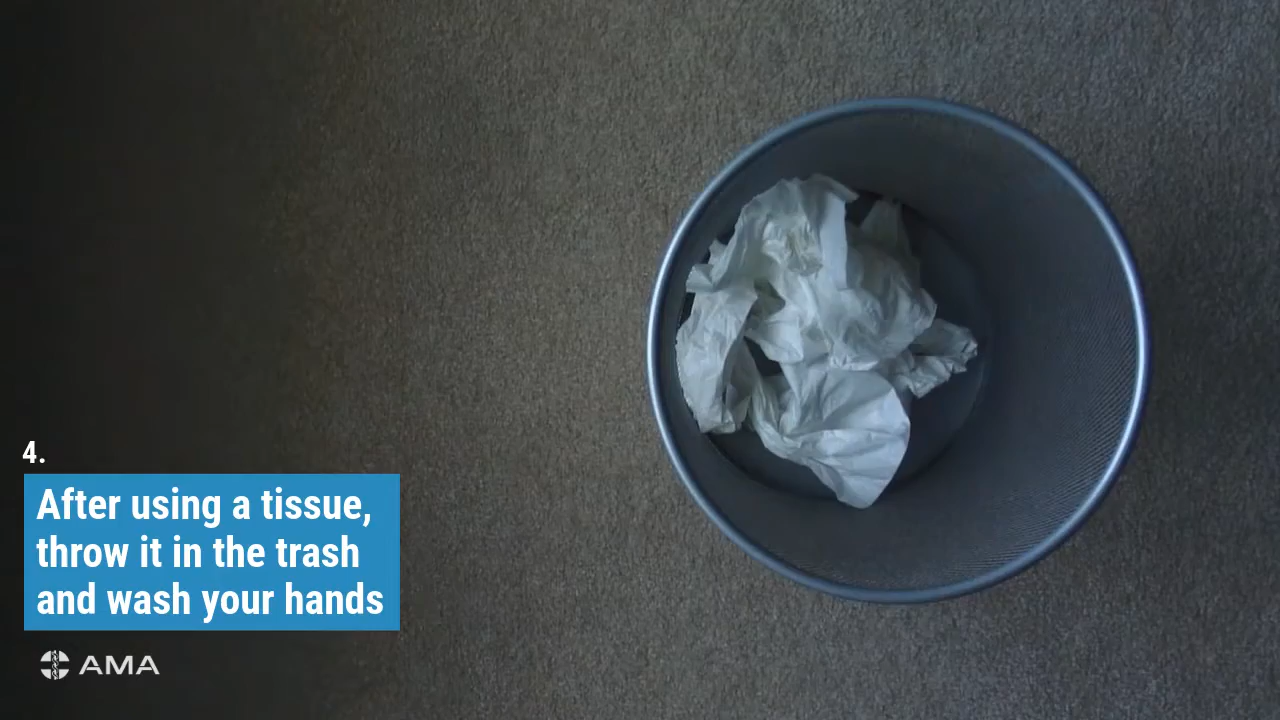 4.
After using a tissue,
throw it in the trash
and wash your hands
AMA